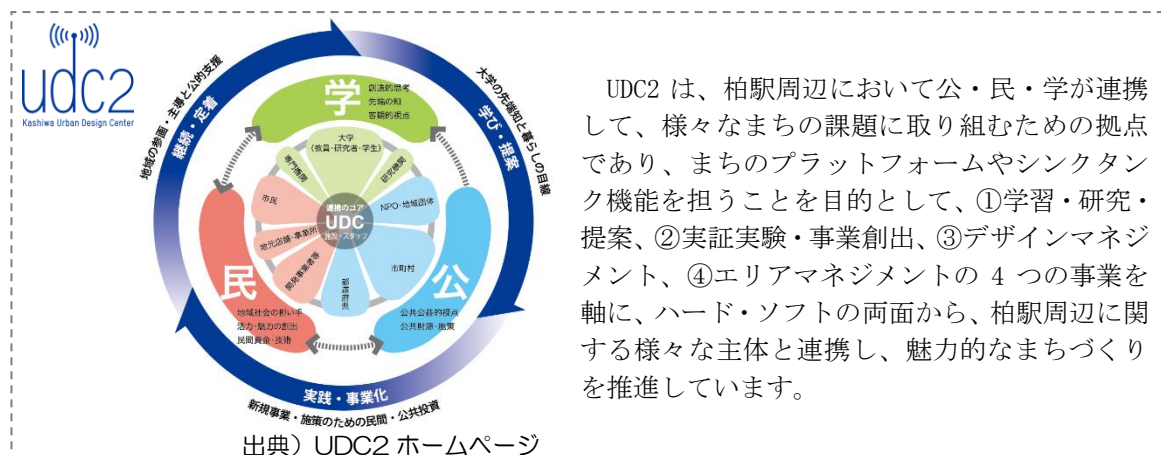 udc2
Kashiwa Urban Design Center
地域の参画・主導と公的支援
継続・定着
大学の先端知と暮らしの目線
学び・提案
学
創造的思考
先端の知
客観的視点
大学
(教員・研究者・学生)
専門機関
研究機関
市民
NPO・地域団体
連携のコア
UDC
施設・スタッフ
地元店舗・事業所
開発事業者等
都道府県
市町村
民
公
地域社会の担い手
活力・魅力の創出
民間資金・技術
公共公益的視点
公共財源・施策
実践・事業化
新規事業・施策のための民間・公共投資
出典）UDC2 ホームページ
UDC2 は、柏駅周辺において公・民・学が連携
して、様々なまちの課題に取り組むための拠点
であり、まちのプラットフォームやシンクタン
ク機能を担うことを目的として、①学習・研究・
提案、②実証実験・事業創出、③デザインマネジ
メント、④エリアマネジメントの 4 つの事業を
軸に、ハード・ソフトの両面から、柏駅周辺に関
する様々な主体と連携し、魅力的なまちづくり
を推進しています。